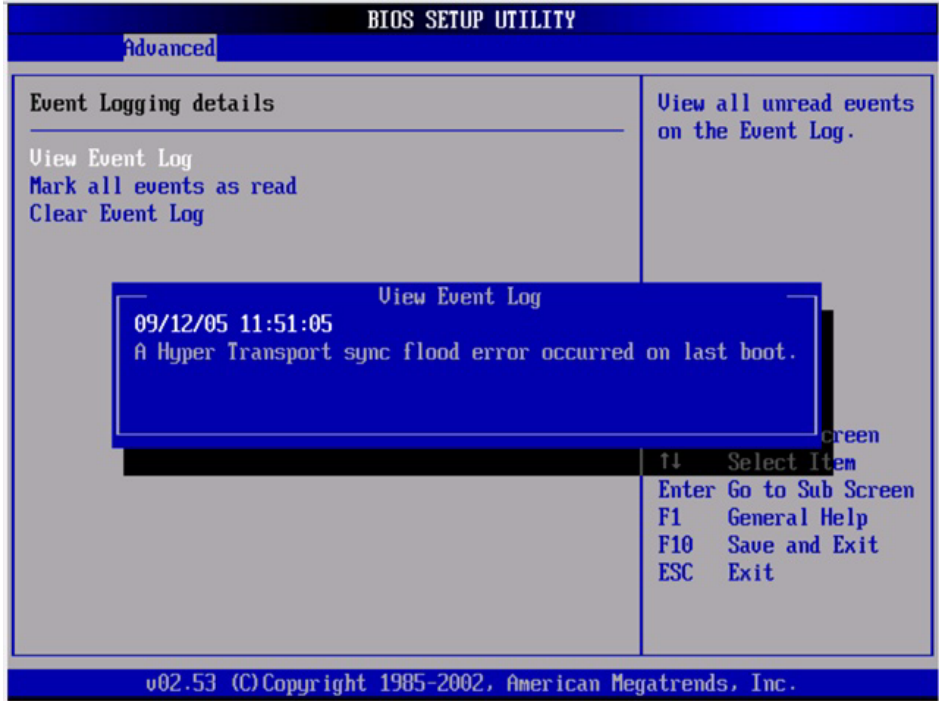 BIOS SETUP UTILITY
Advanced
Event Logging details
View Event Log
Mark all events as read
Clear Event Log
View all unread events
on the Event Log.
View Event Log
09/12/05 11:51:05
A Hyper Transport sync flood error occurred on last boot.
↑↓ Select Item
Enter Go to Sub Screen
F1 General Help
F10 Save and Exit
ESC Exit
v02.53 (C)Copyright 1985-2002, American Megatrends, Inc.